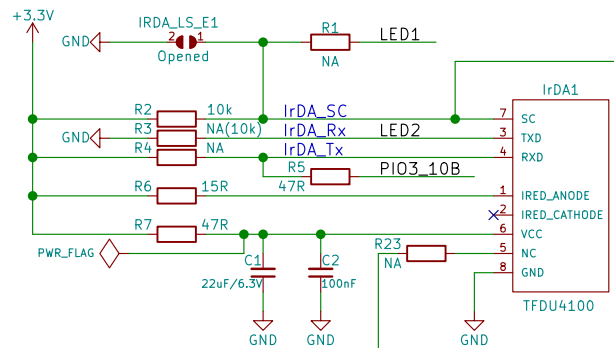 +3.3V
IRDA_LS_E1
GND
2
1
Opened
R1
NA
LED1
IrDA1
R2
10k
IrDA_SC
7
SC
GND
R3
NA(10k)
IrDA_Rx
LED2
3
TXD
R4
NA
IrDA_Tx
4
RXD
R5
47R
PIO3_10B
R6
15R
1
IRED_ANODE
2
IRED_CATHODE
R7
47R
6
VCC
PWR_FLAG
R23
NA
5
NC
C1
22uF/6.3V
C2
100nF
8
GND
TFDU4100
GND
GND
GND